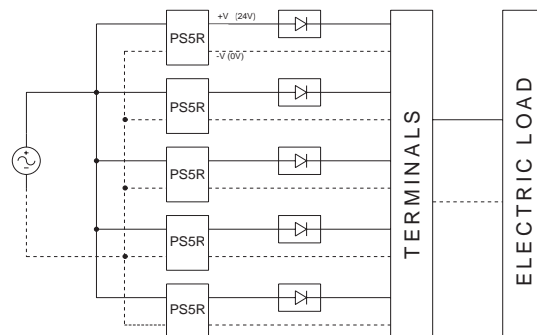 +V (24V)
PS5R
-V (0V)
PS5R
PS5R
PS5R
PS5R
TERMINALS
ELECTRIC LOAD